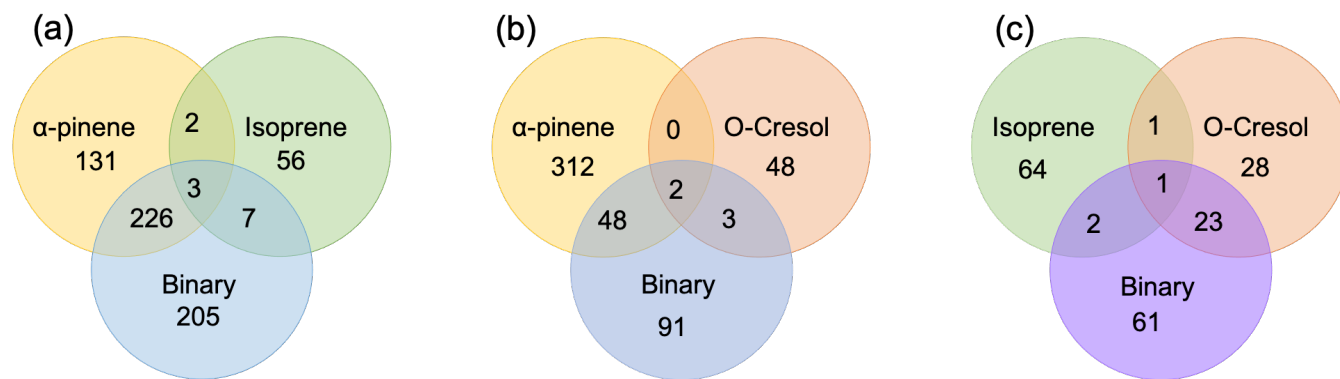 (a)
α-pinene
131
2
Isoprene
56
3
226
7
Binary
205
(b)
α-pinene
312
0
O-Cresol
48
2
48
3
Binary
91
(c)
Isoprene
64
1
O-Cresol
28
1
2
23
Binary
61